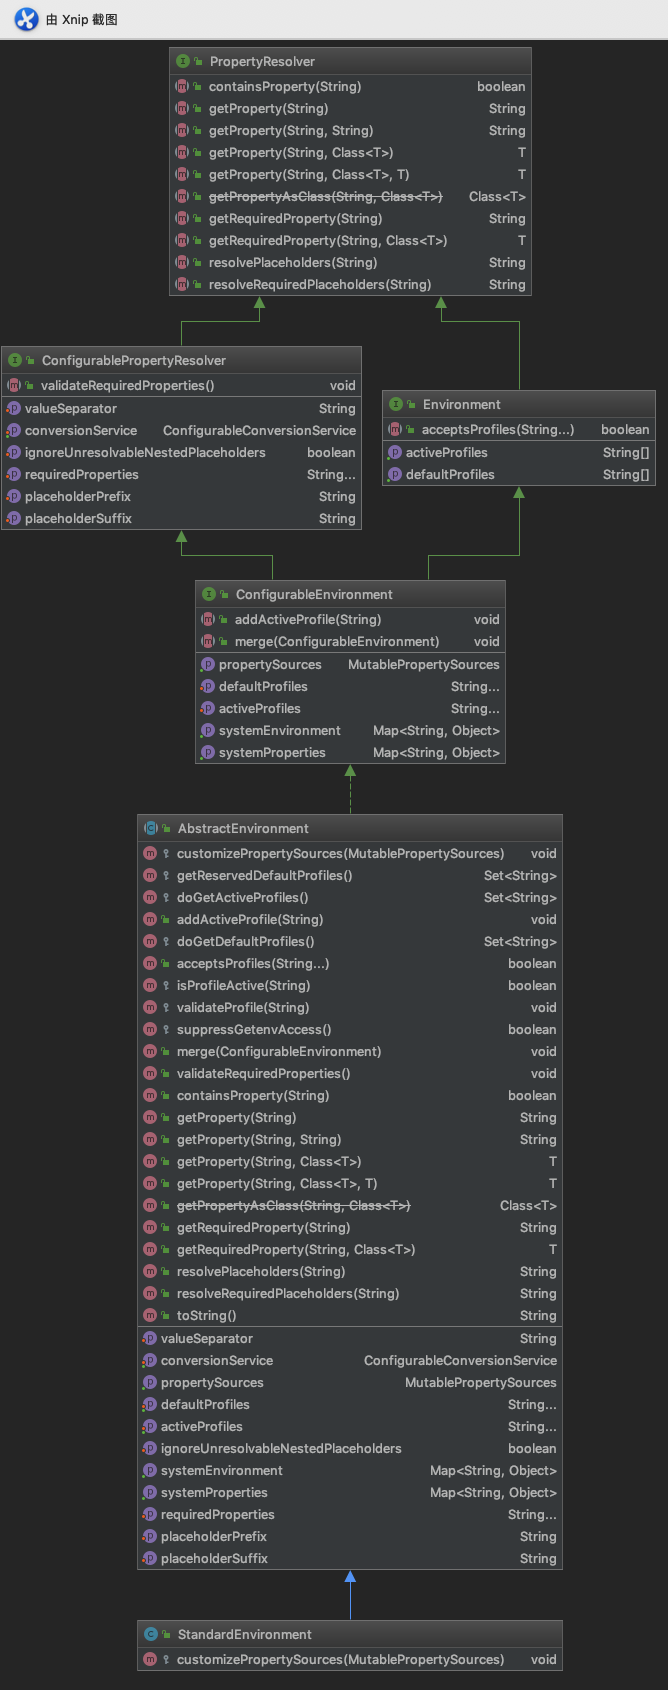 由 Xnip 截图
PropertyResolver
containsProperty(String) boolean
getProperty(String) String
getProperty(String, String) String
getProperty(String, Class<T>) T
getProperty(String, Class<T>, T) T
getPropertyAsClass(String, Class<T>) Class<T>
getRequiredProperty(String) String
getRequiredProperty(String, Class<T>) T
resolvePlaceholders(String) String
resolveRequiredPlaceholders(String) String
ConfigurablePropertyResolver
validateRequiredProperties() void
valueSeparator String
conversionService ConfigurableConversionService
ignoreUnresolvableNestedPlaceholders boolean
requiredProperties String...
placeholderPrefix String
placeholderSuffix String
Environment
acceptsProfiles(String...) boolean
activeProfiles String[]
defaultProfiles String[]
ConfigurableEnvironment
addActiveProfile(String) void
merge(ConfigurableEnvironment) void
propertySources MutablePropertySources
defaultProfiles String...
activeProfiles String...
systemEnvironment Map<String, Object>
systemProperties Map<String, Object>
AbstractEnvironment
customizePropertySources(MutablePropertySources) void
getReservedDefaultProfiles() Set<String>
doGetActiveProfiles() Set<String>
addActiveProfile(String) void
doGetDefaultProfiles() Set<String>
acceptsProfiles(String...) boolean
isProfileActive(String) boolean
validateProfile(String) void
suppressGetenvAccess() boolean
merge(ConfigurableEnvironment) void
validateRequiredProperties() void
containsProperty(String) boolean
getProperty(String) String
getProperty(String, String) String
getProperty(String, Class<T>) T
getProperty(String, Class<T>, T) T
getPropertyAsClass(String, Class<T>) Class<T>
getRequiredProperty(String) String
getRequiredProperty(String, Class<T>) T
resolvePlaceholders(String) String
resolveRequiredPlaceholders(String) String
toString() String
valueSeparator String
conversionService ConfigurableConversionService
propertySources MutablePropertySources
defaultProfiles String...
activeProfiles String...
ignoreUnresolvableNestedPlaceholders boolean
systemEnvironment Map<String, Object>
systemProperties Map<String, Object>
requiredProperties String...
placeholderPrefix String
placeholderSuffix String
StandardEnvironment
customizePropertySources(MutablePropertySources) void